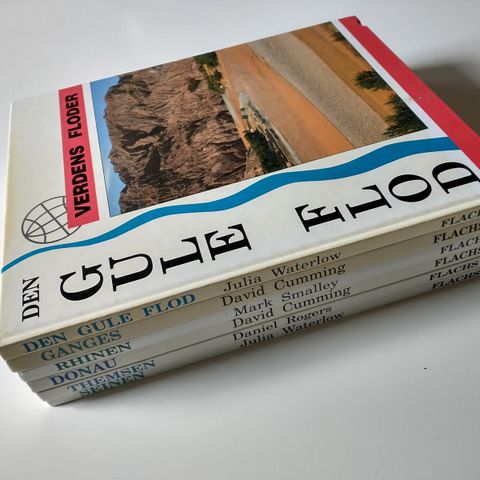 VERDENS FLODER
DEN
GULE FLOD
DEN GULE FLOD Julia Waterlow FLACHS
GANGES David Cumming FLACHS
RHINEN Mark Smalley FLACHS
DONAU David Cumming FLACHS
THEMSEN Daniel Rogers FLACHS
SEINEN Julia Waterlow FLACHS